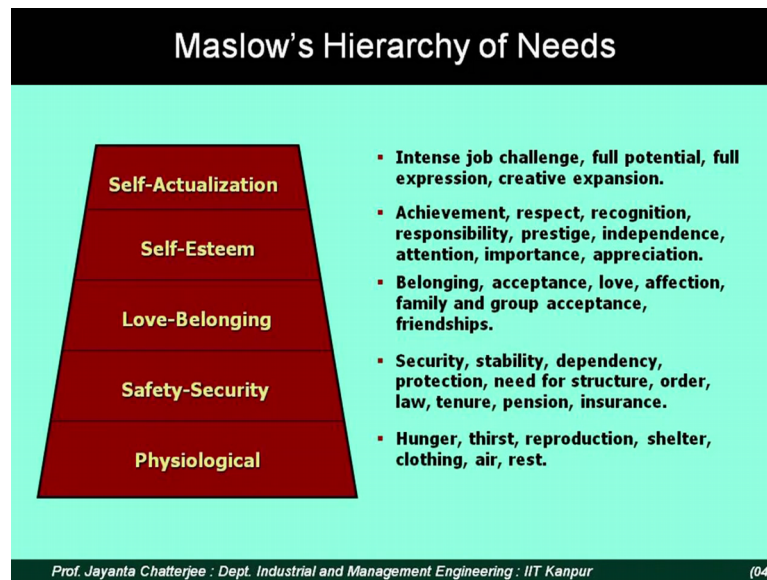 Maslow's Hierarchy of Needs
Self-Actualization
▪ Intense job challenge, full potential, full
expression, creative expansion.
Self-Esteem
▪ Achievement, respect, recognition,
responsibility, prestige, independence,
attention, importance, appreciation.
Love-Belonging
▪ Belonging, acceptance, love, affection,
family and group acceptance,
friendships.
Safety-Security
▪ Security, stability, dependency,
protection, need for structure, order,
law, tenure, pension, insurance.
Physiological
▪ Hunger, thirst, reproduction, shelter,
clothing, air, rest.
Prof. Jayanta Chatterjee : Dept. Industrial and Management Engineering : IIT Kanpur
(04